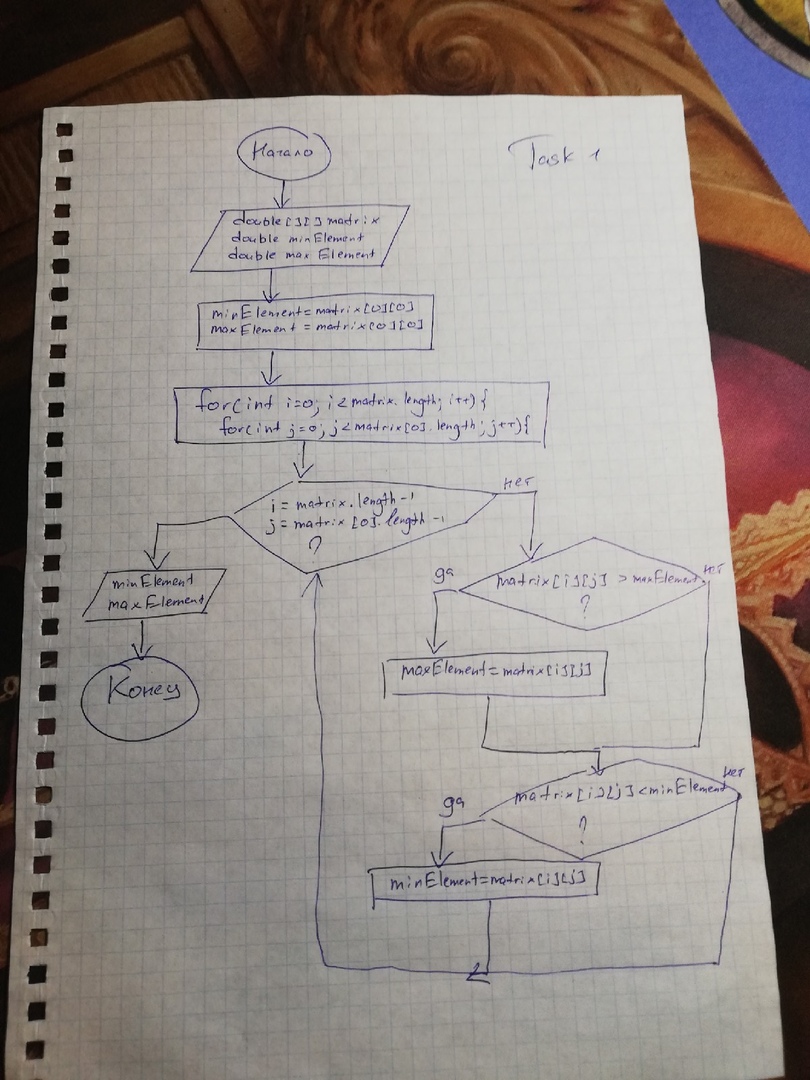 Начало
Task 1
double[][] matrix
double minElement
double max Element
minElement=matrix[0][0]
maxElement = matrix[0][0]
for(int i=0; i<matrix.length; i++) {
for(int j=0; j<matrix[0].length; j++){
i = matrix.length-1
j = matrix [0].length-1
?
нет
minElement
maxElement
Конец
matrix[i][j] > maxElement
?
да
нет
maxElement=matrix[i][j]
matrix[i][j]<minElement
?
да
нет
minElement=matrix[i][j]